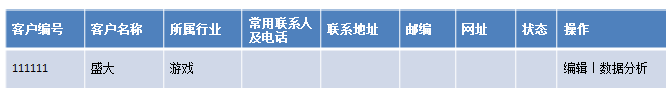 客户编号 客户名称 所属行业 常用联系人及电话 联系地址 邮编 网址 状态 操作
111111 盛大 游戏 编辑丨数据分析